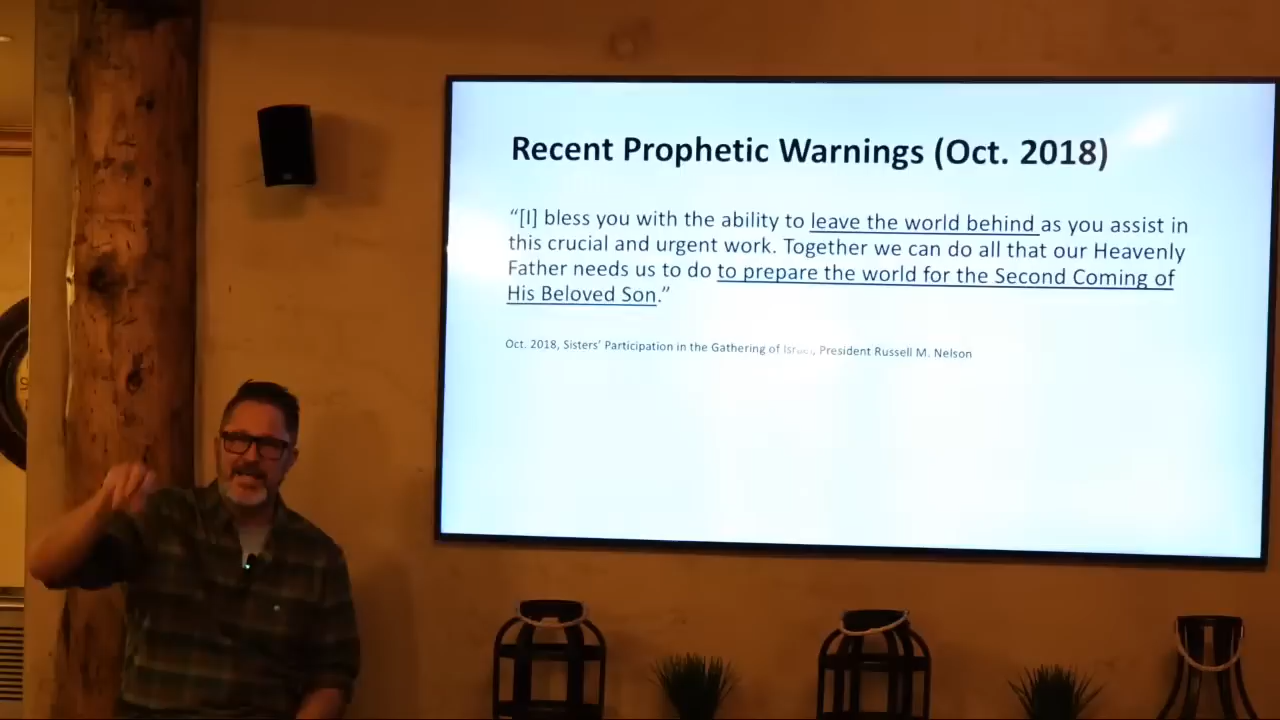 Recent Prophetic Warnings (Oct. 2018)
“[I] bless you with the ability to leave the world behind as you assist in
this crucial and urgent work. Together we can do all that our Heavenly
Father needs us to do to prepare the world for the Second Coming of
His Beloved Son.”
Oct. 2018, Sisters’ Participation in the Gathering of Israel, President Russell M. Nelson